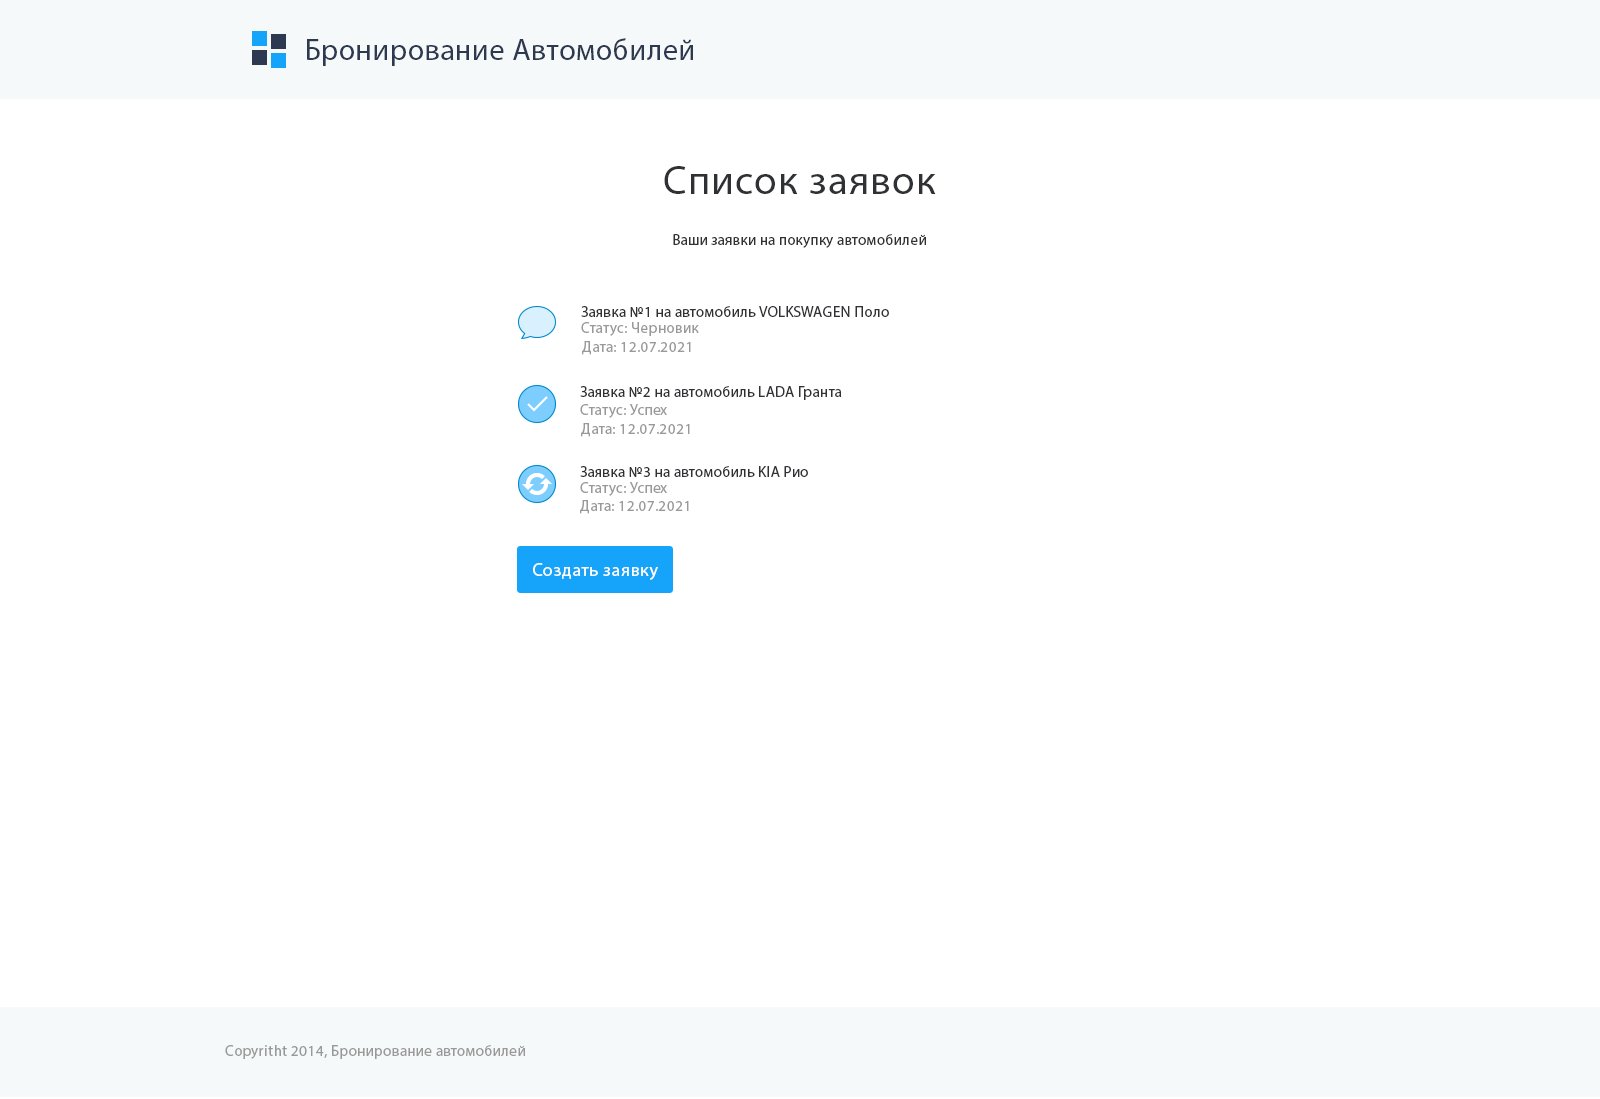 Бронирование Автомобилей
Список заявок
Ваши заявки на покупку автомобилей
Заявка №1 на автомобиль VOLKSWAGEN Поло
Статус: Черновик
Дата: 12.07.2021
Заявка №2 на автомобиль LADA Гранта
Статус: Успех
Дата: 12.07.2021
Заявка №3 на автомобиль KIA Рио
Статус: Успех
Дата: 12.07.2021
Создать заявку
Copyritht 2014, Бронирование автомобилей